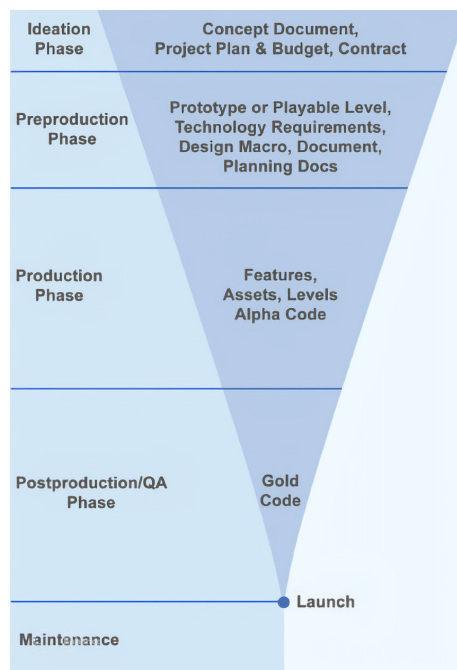 Ideation
Phase
Concept Document,
Project Plan & Budget, Contract
Preproduction
Phase
Prototype or Playable Level,
Technology Requirements,
Design Macro, Document,
Planning Docs
Production
Phase
Features,
Assets, Levels
Alpha Code
Postproduction/QA
Phase
Gold
Code
Launch
Maintenance